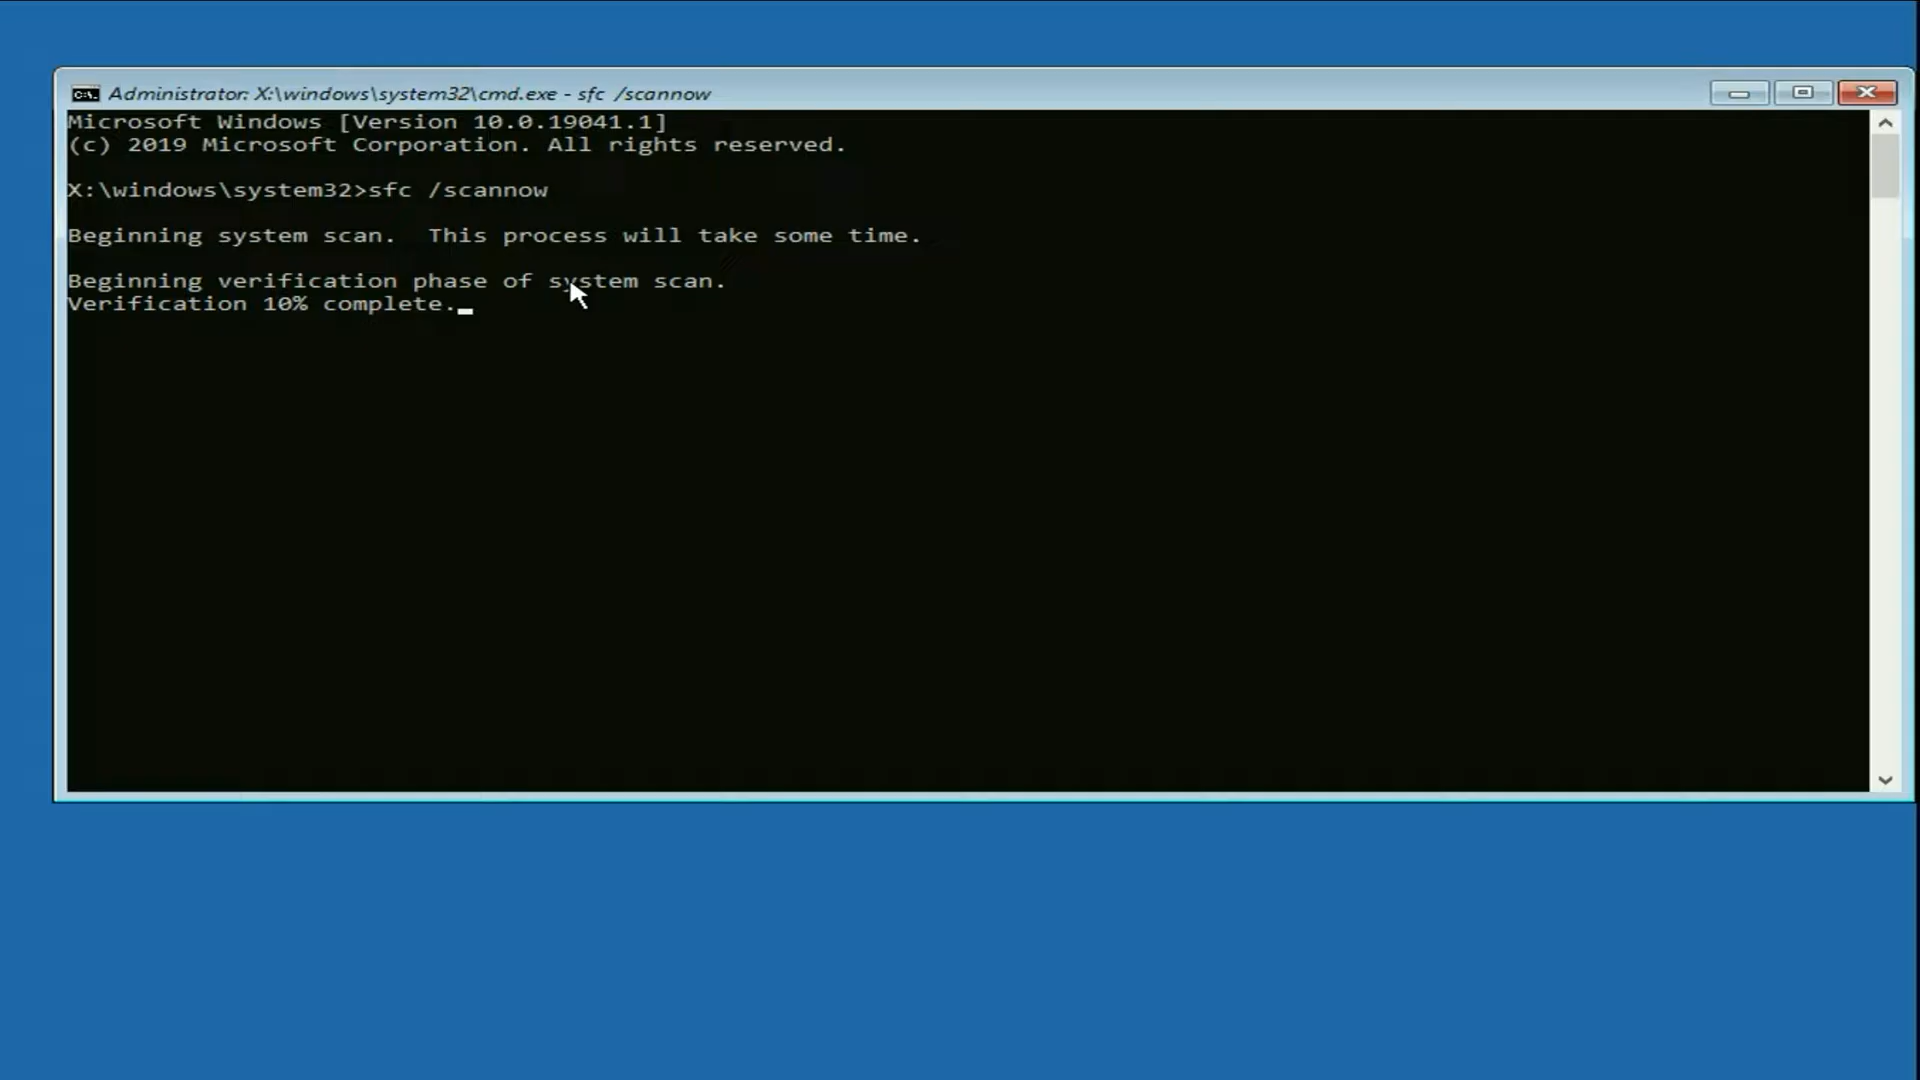 Administrator: X:\windows\system32\cmd.exe - sfc /scannow
Microsoft Windows [Version 10.0.19041.1]
(c) 2019 Microsoft Corporation. All rights reserved.
X:\windows\system32>sfc /scannow
Beginning system scan.  This process will take some time.
Beginning verification phase of system scan.
Verification 10% complete.